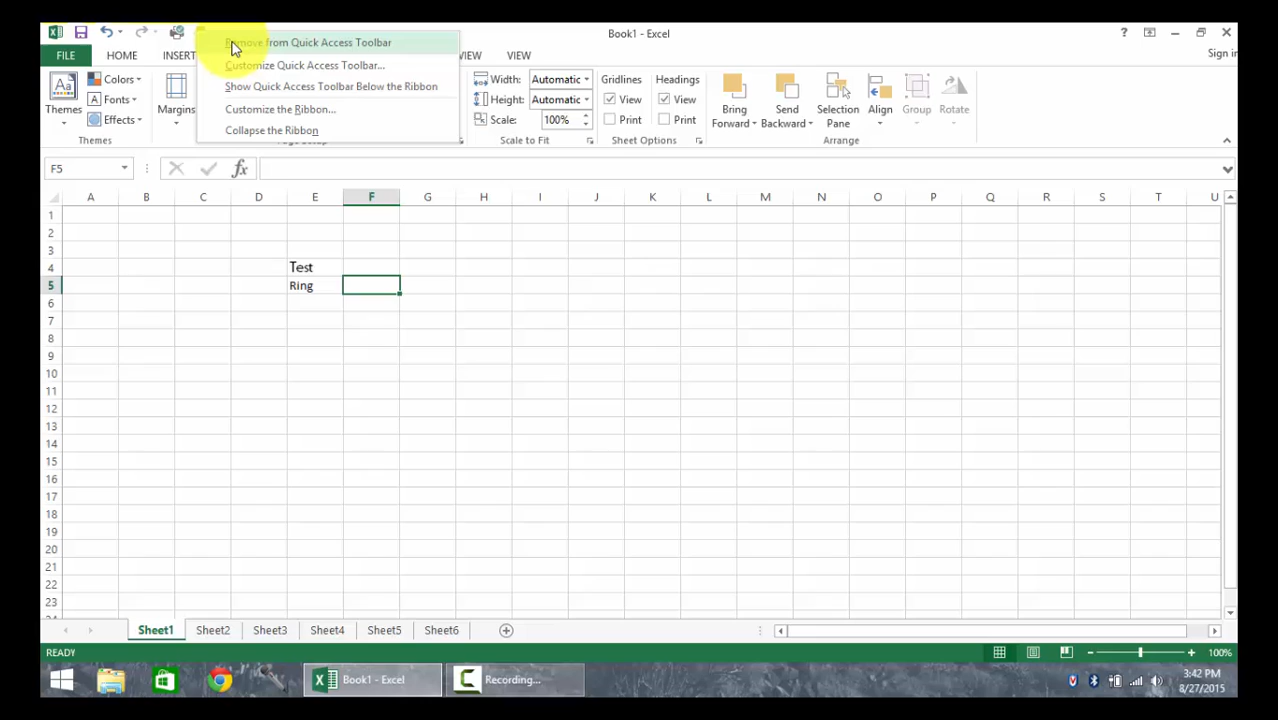 Book1 - Excel
?
Remove from Quick Access Toolbar
Customize Quick Access Toolbar...
Show Quick Access Toolbar Below the Ribbon
Customize the Ribbon...
Collapse the Ribbon
FILE HOME INSERT VIEW
Sign in
Themes
Colors
Fonts
Effects
Themes
Margins
Width: Automatic
Height: Automatic
Scale: 100%
Scale to Fit
Gridlines Headings
View View
Print Print
Sheet Options
Bring Forward
Send Backward
Selection Pane
Align
Group
Rotate
Arrange
F5
fx
A B C D E F G H I J K L M N O P Q R S T U
1
2
3
4 Test
5 Ring
6
7
8
9
10
11
12
13
14
15
16
17
18
19
20
21
22
23
Sheet1 Sheet2 Sheet3 Sheet4 Sheet5 Sheet6
READY
100%
Book1 - Excel
Recording...
3:42 PM
8/27/2015